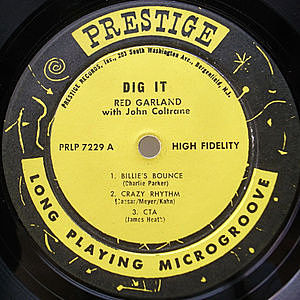 PRESTIGE
PRESTIGE RECORDS, Inc., 203 South Washington Ave., Bergenfield, N.J.
DIG IT
RED GARLAND
with John Coltrane
PRLP 7229 A HIGH FIDELITY
1. BILLIE'S BOUNCE
(Charlie Parker)
2. CRAZY RHYTHM
(Caesar/Meyer/Kahn)
3. CTA
(James Heath)
LONG PLAYING MICROGROOVE